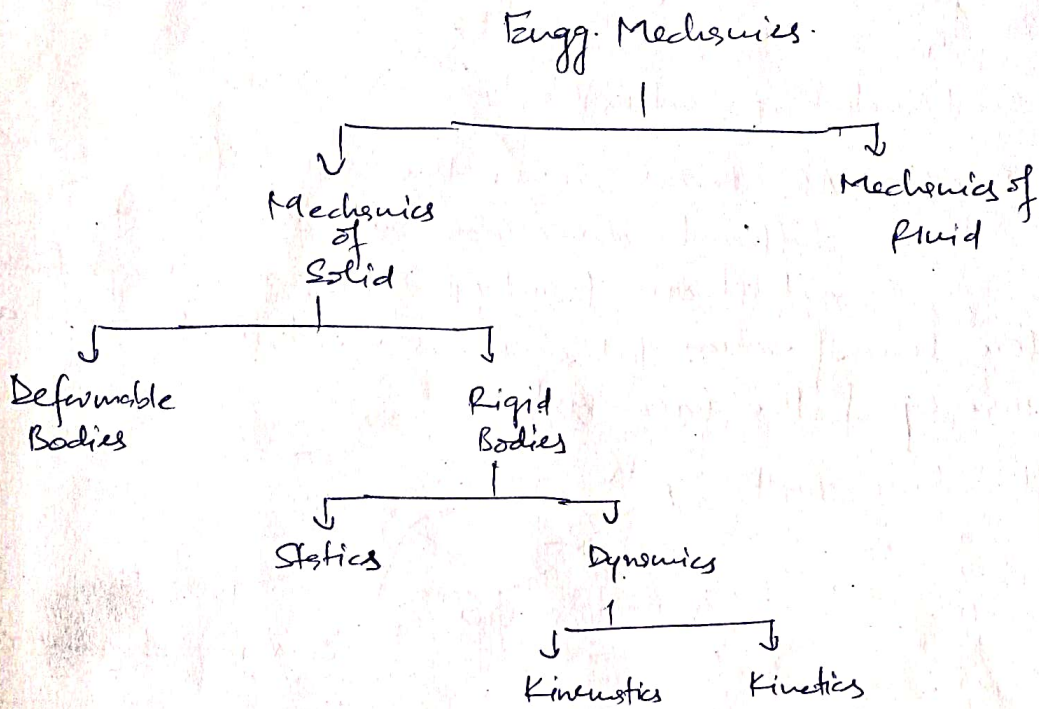 Engg. Mechanics.
Mechanics
of
Solid
Mechanics of
Fluid
Deformable
Bodies
Rigid
Bodies
Statics
Dynamics
Kinematics
Kinetics